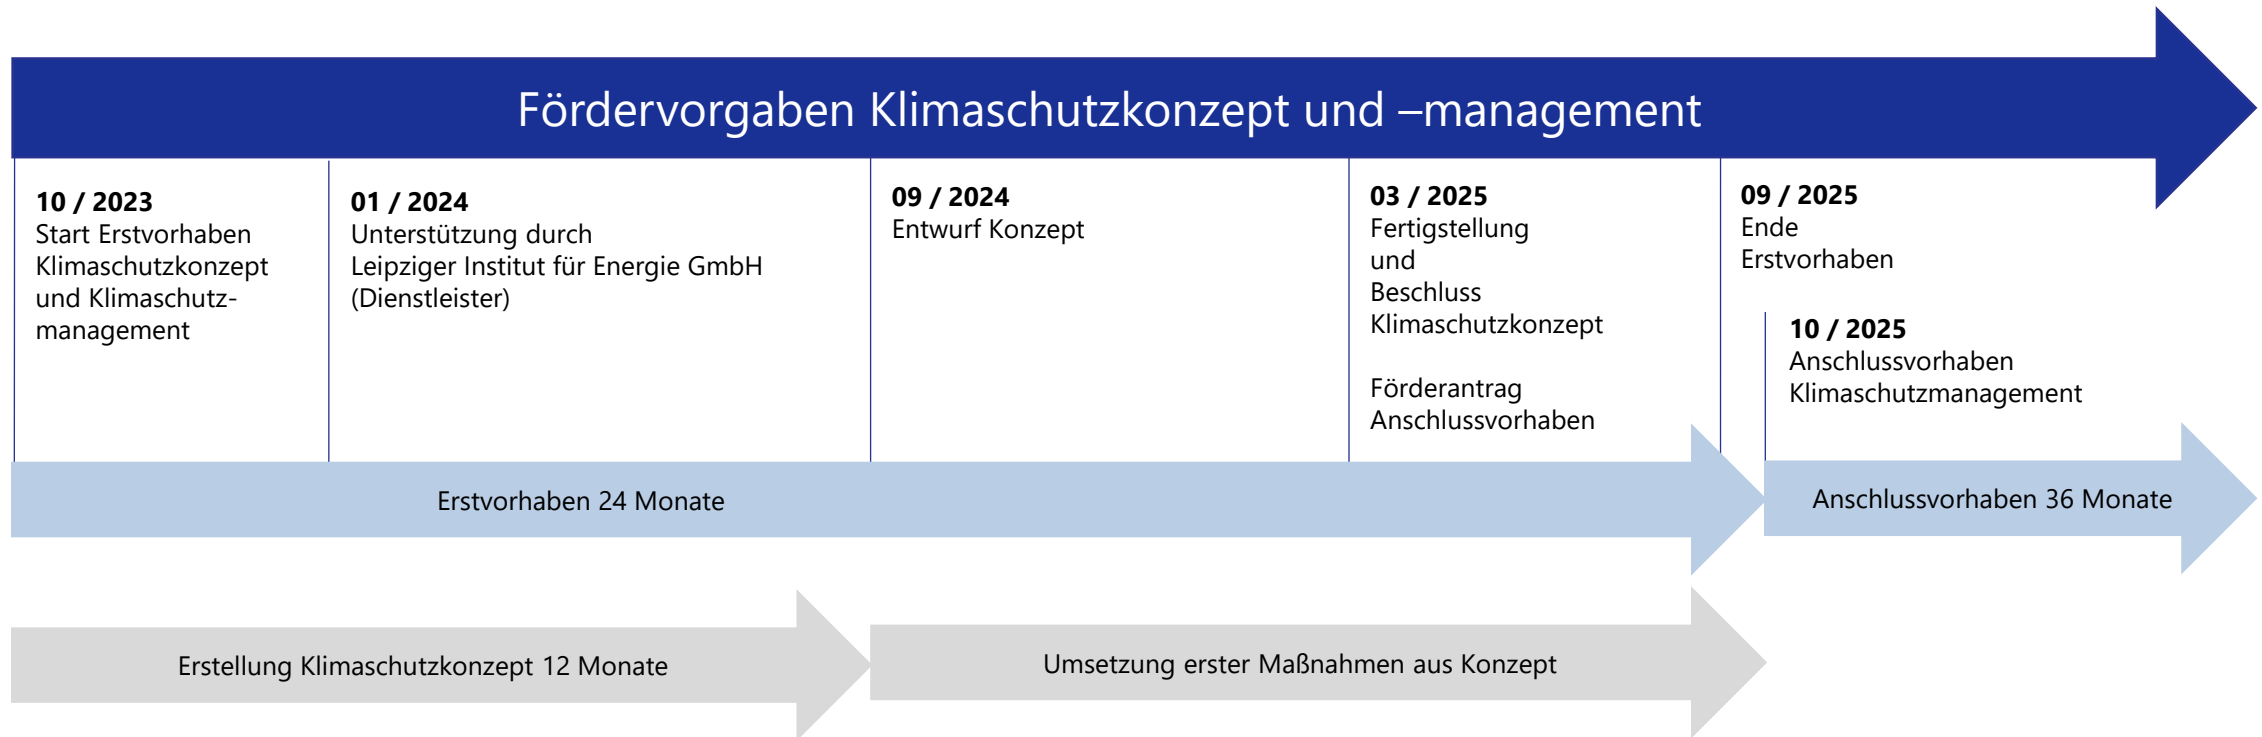 Fördervorgaben Klimaschutzkonzept und –management
10 / 2023
Start Erstvorhaben
Klimaschutzkonzept
und Klimaschutz-
management
01 / 2024
Unterstützung durch
Leipziger Institut für Energie GmbH
(Dienstleister)
09 / 2024
Entwurf Konzept
03 / 2025
Fertigstellung
und
Beschluss
Klimaschutzkonzept
Förderantrag
Anschlussvorhaben
09 / 2025
Ende
Erstvorhaben
10 / 2025
Anschlussvorhaben
Klimaschutzmanagement
Erstvorhaben 24 Monate
Anschlussvorhaben 36 Monate
Erstellung Klimaschutzkonzept 12 Monate
Umsetzung erster Maßnahmen aus Konzept